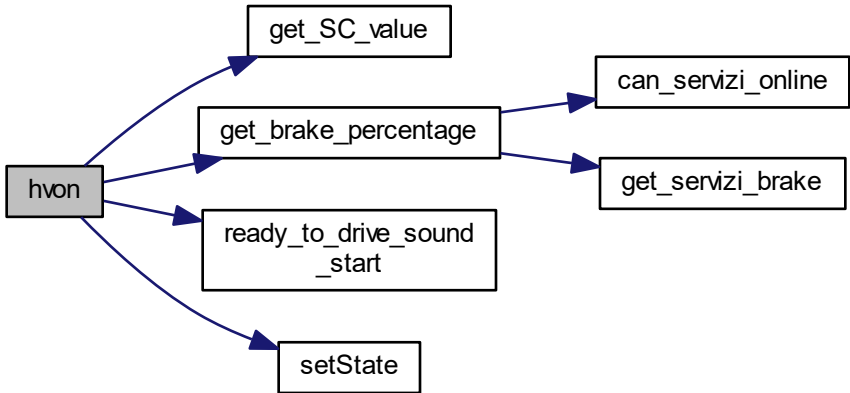 get_SC_value
can_servizi_online
get_brake_percentage
hvon
get_servizi_brake
ready_to_drive_sound
_start
setState